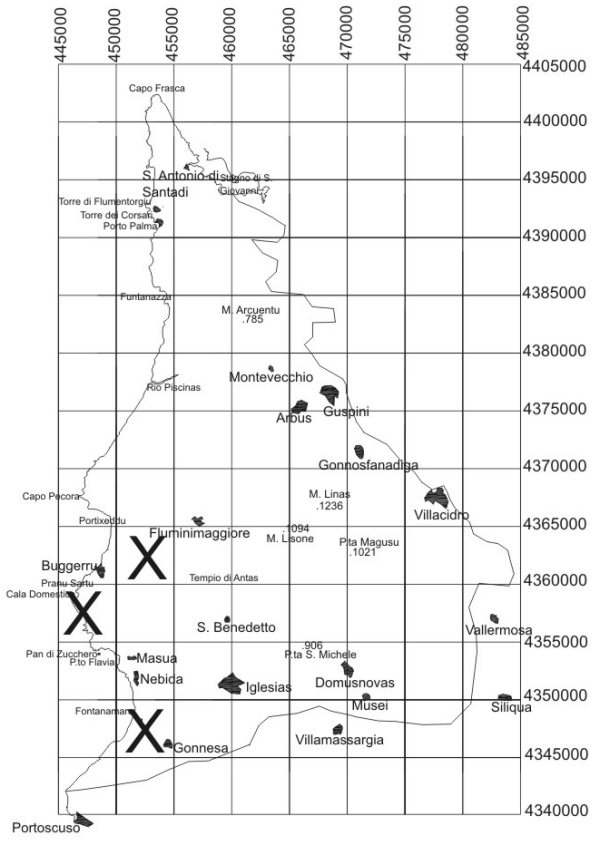 445000
450000
455000
460000
465000
470000
475000
480000
485000
4405000
Capo Frasca
4400000
S. Antonio di
Santadi
Stagno di S.
Giovanni
4395000
Torre di Flumentorgiu
Torre dei Corsari
Porto Palma
4390000
Funtanazza
4385000
M. Arcuentu
.785
4380000
Montevecchio
Rio Piscinas
Arbus
Guspini
4375000
Gonnosfanadiga
4370000
Capo Pecora
M. Linas
.1236
Villacidro
Portixeddu
Fluminimaggiore
4365000
.1094
M. Lisone
P.ta Magusu
.1021
X
Buggerru
Tempio di Antas
4360000
Pranu Sartu
Cala Domestica
X
S. Benedetto
Vallermosa
4355000
Pan di Zucchero
P.to Flavia
Masua
.906
P.ta S. Michele
Nebida
Iglesias
Domusnovas
4350000
Musei
Siliqua
Fontanamare
X
Gonnesa
Villamassargia
4345000
4340000
Portoscuso